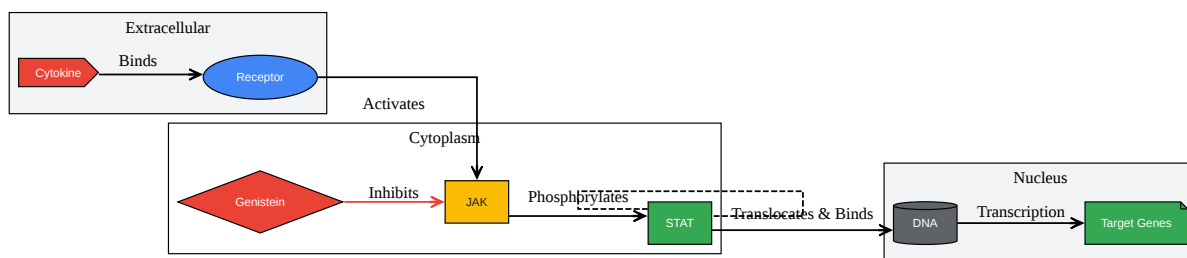 Extracellular
Cytokine
Binds
Receptor
Activates
Cytoplasm
Genistein
Inhibits
JAK
Phosphorylates
STAT
Translocates & Binds
Nucleus
DNA
Transcription
Target Genes